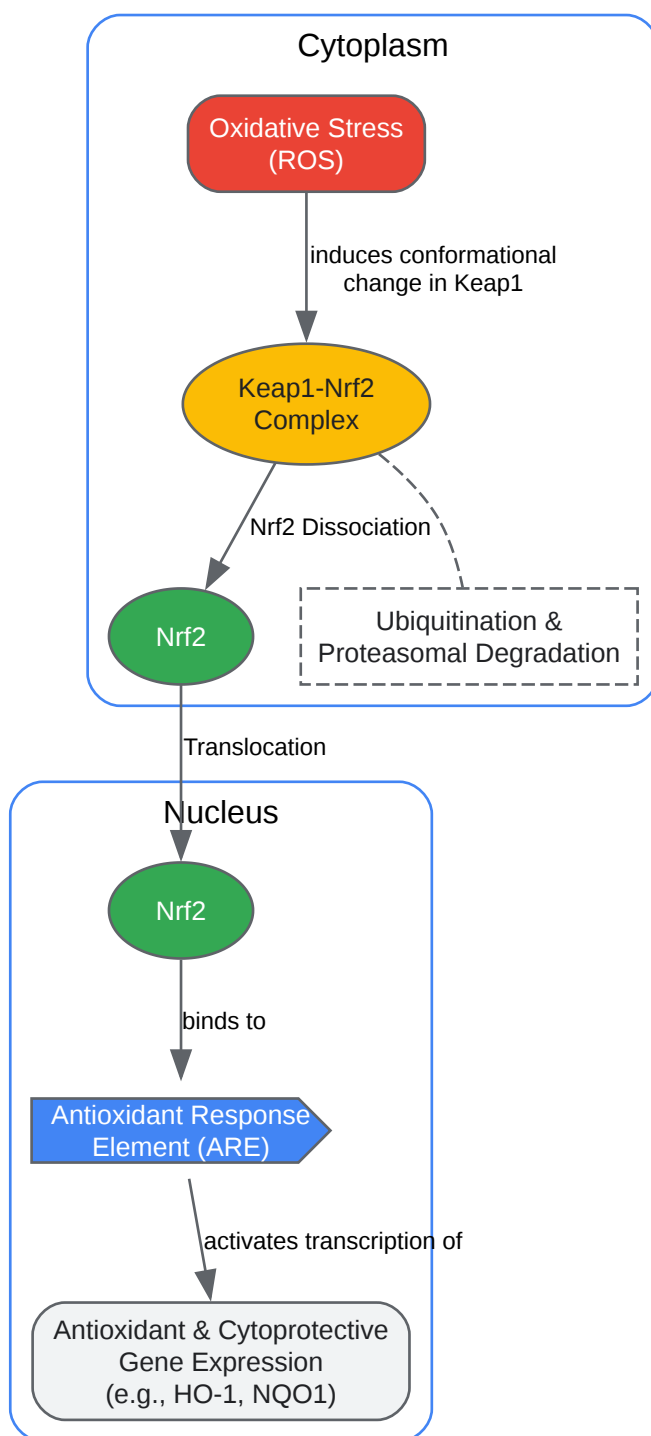 Cytoplasm
Oxidative Stress
(ROS)
induces conformational
change in Keap1
Keap1-Nrf2
Complex
Nrf2 Dissociation
Nrf2
Ubiquitination &
Proteasomal Degradation
Translocation
Nucleus
Nrf2
binds to
Antioxidant Response
Element (ARE)
activates transcription of
Antioxidant & Cytoprotective
Gene Expression
(e.g., HO-1, NQO1)